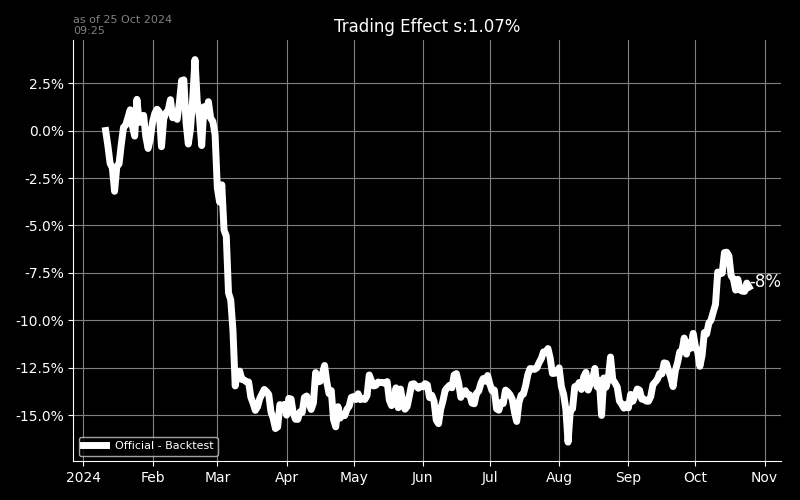 as of 25 Oct 2024
09:25
Trading Effect s:1.07%
2.5%
0.0%
-2.5%
-5.0%
-7.5%
-10.0%
-12.5%
-15.0%
-8%
Official - Backtest
2024 Feb Mar Apr May Jun Jul Aug Sep Oct Nov